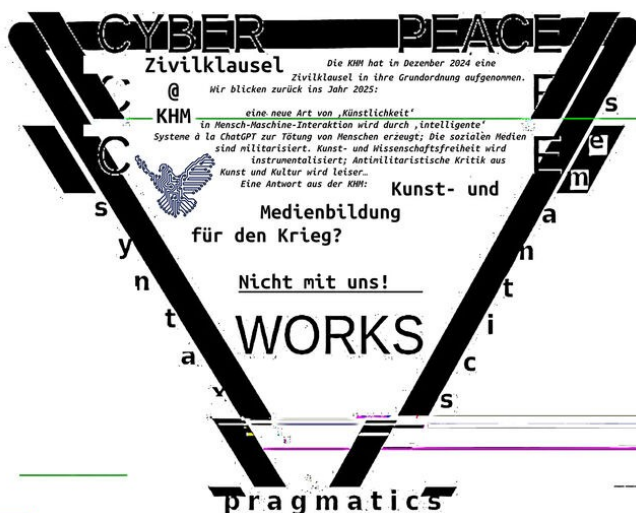 CYBER PEACE
Zivilklausel
@
KHM
Die KHM hat im Dezember 2024 eine
Zivilklausel in ihre Grundordnung aufgenommen.
Wir blicken zurück ins Jahr 2025:
eine neue Art von ‚Künstlichkeit‘
in Mensch-Maschine-Interaktion wird durch ‚intelligente‘
Systeme à la ChatGPT zur Tötung von Menschen erzeugt; Die sozialen Medien
sind militarisiert. Kunst- und Wissenschaftsfreiheit wird
instrumentalisiert; Antimilitaristische Kritik aus
Kunst und Kultur wird leiser…
Eine Antwort aus der KHM:
Kunst- und
Medienbildung
für den Krieg?
Nicht mit uns!
WORKS
C
C
E
E
syntax
semantics
pragmatics